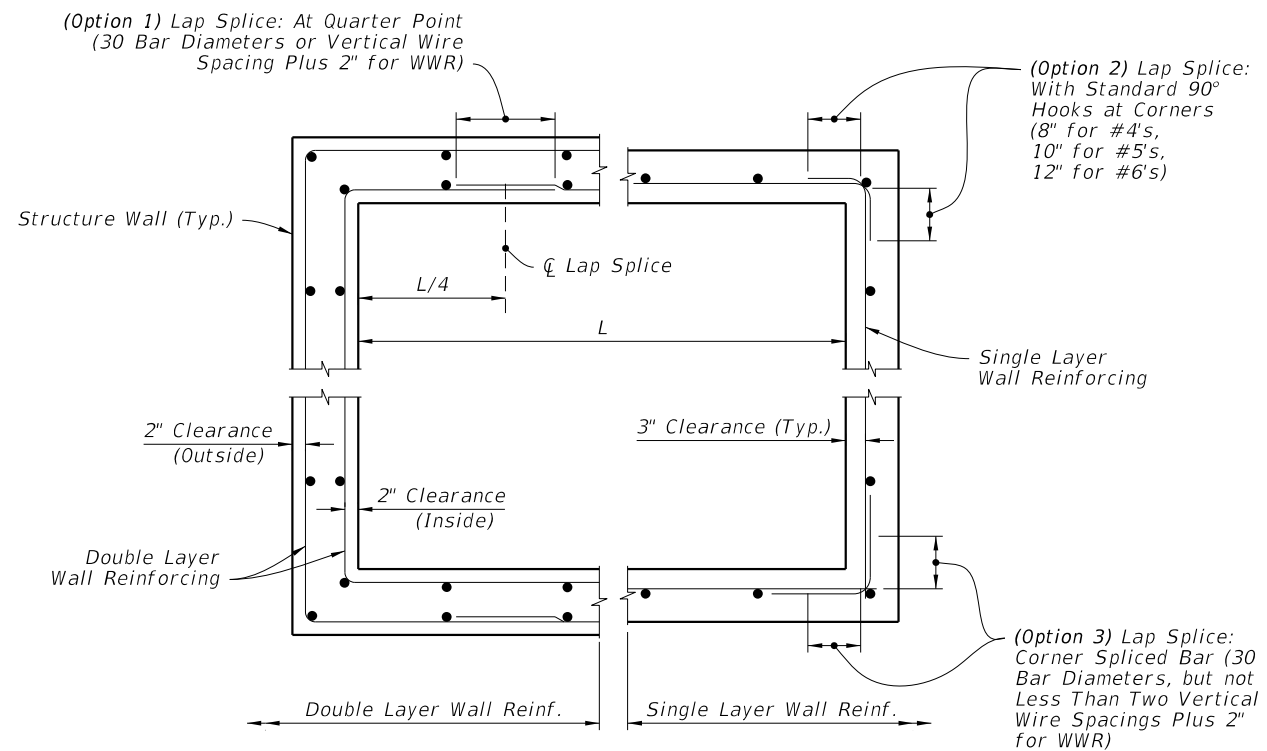 (Option 1) Lap Splice: At Quarter Point
(30 Bar Diameters or Vertical Wire
Spacing Plus 2" for WWR)
(Option 2) Lap Splice:
With Standard 90°
Hooks at Corners
(8" for #4's,
10" for #5's,
12" for #6's)
Structure Wall (Typ.)
℄ Lap Splice
L/4
L
Single Layer
Wall Reinforcing
2" Clearance
(Outside)
3" Clearance (Typ.)
2" Clearance
(Inside)
Double Layer
Wall Reinforcing
(Option 3) Lap Splice:
Corner Spliced Bar (30
Bar Diameters, but not
Less Than Two Vertical
Wire Spacings Plus 2"
for WWR)
Double Layer Wall Reinf.
Single Layer Wall Reinf.